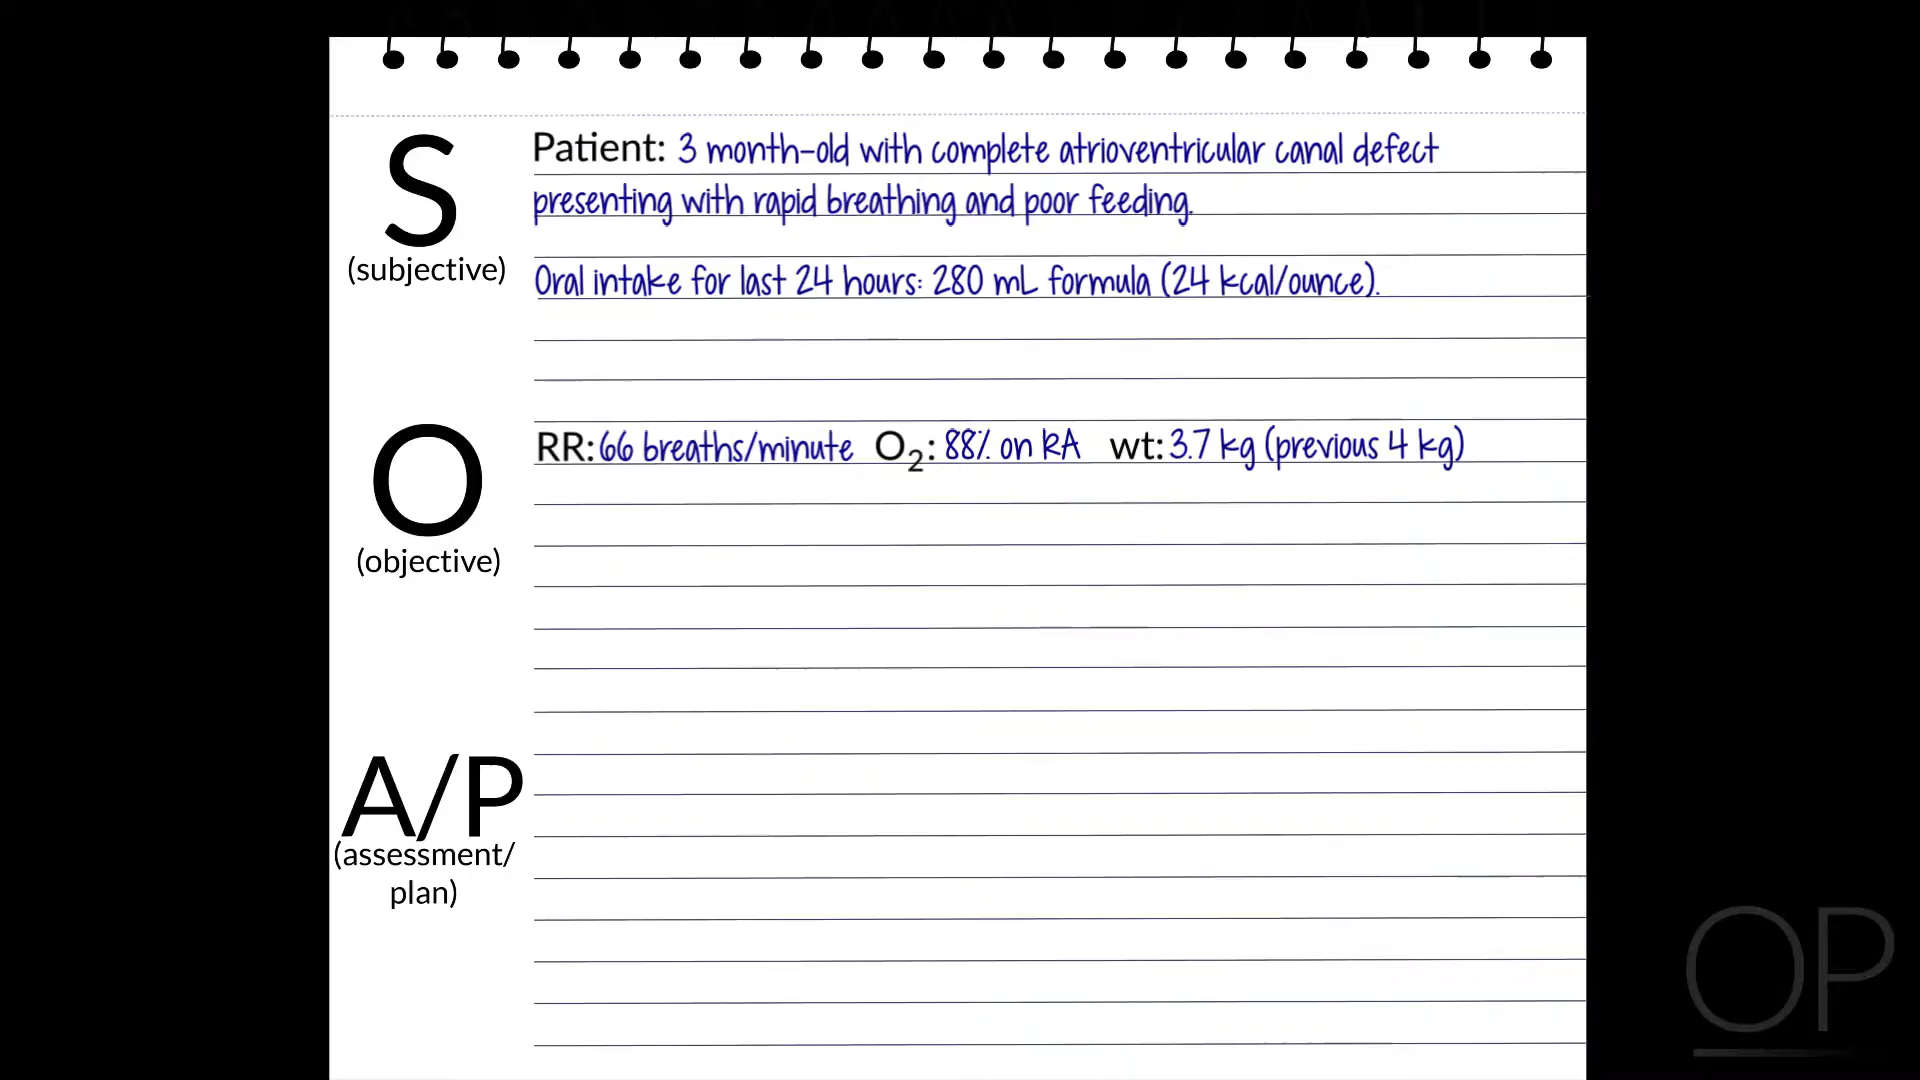 S
(subjective)
Patient: 3 month-old with complete atrioventricular canal defect
presenting with rapid breathing and poor feeding.
Oral intake for last 24 hours: 280 mL formula (24 kcal/ounce).
O
(objective)
RR: 66 breaths/minute O₂: 88% on RA wt: 3.7 kg (previous 4 kg)
A/P
(assessment/
plan)
OP